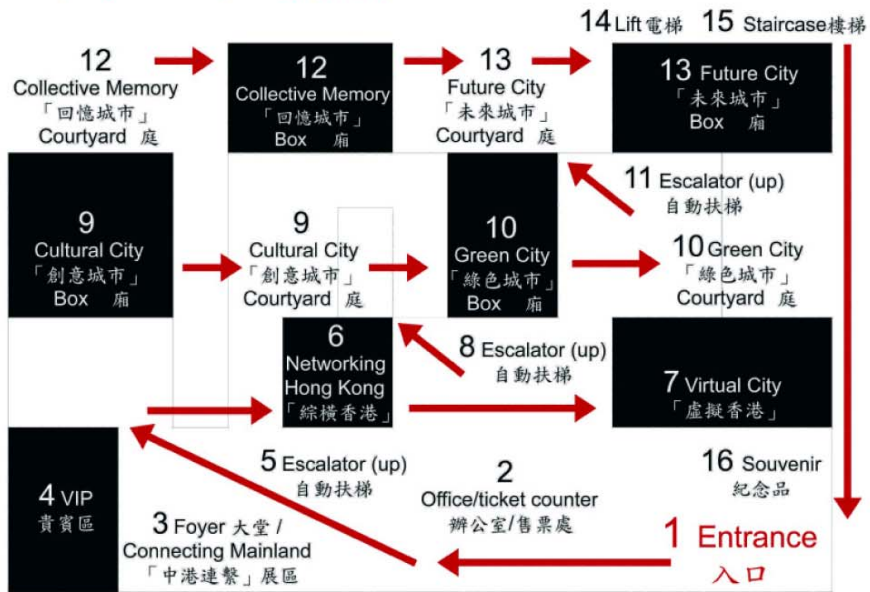 14 Lift 電梯
15 Staircase 樓梯
12
Collective Memory
「回憶城市」
Courtyard 庭
12
Collective Memory
「回憶城市」
Box 廂
13
Future City
「未來城市」
Courtyard 庭
13 Future City
「未來城市」
Box 廂
11 Escalator (up)
自動扶梯
9
Cultural City
「創意城市」
Box 廂
9
Cultural City
「創意城市」
Courtyard 庭
10
Green City
「綠色城市」
Box 廂
10 Green City
「綠色城市」
Courtyard 庭
6
Networking
Hong Kong
「綜橫香港」
8 Escalator (up)
自動扶梯
7 Virtual City
「虛擬香港」
5 Escalator (up)
自動扶梯
2
Office/ticket counter
辦公室/售票處
16 Souvenir
紀念品
4 VIP
貴賓區
3 Foyer 大堂 /
Connecting Mainland
「中港連繫」展區
1 Entrance
入口